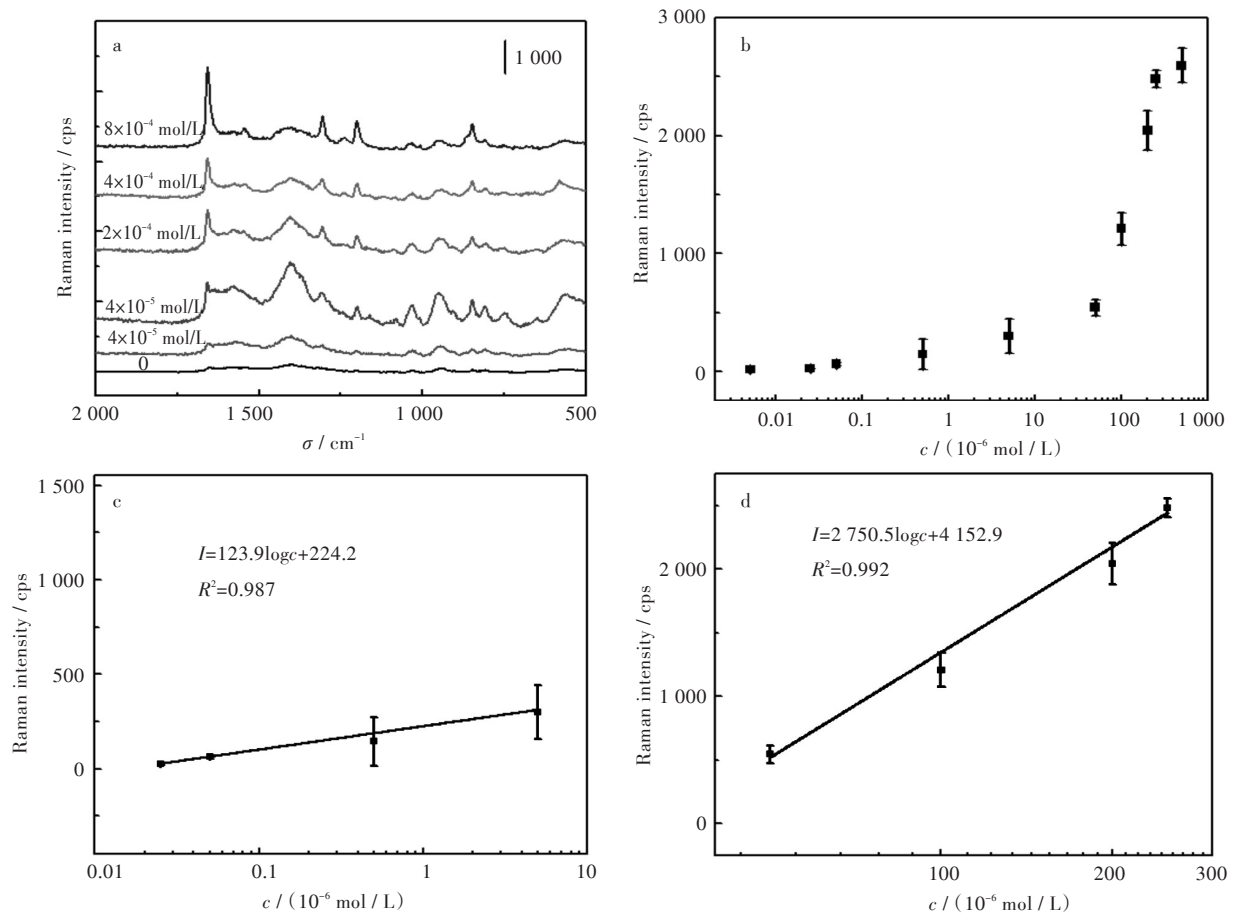 a
1 000
8×10⁻⁴ mol/L
4×10⁻⁴ mol/L
2×10⁻⁴ mol/L
4×10⁻⁵ mol/L
4×10⁻⁵ mol/L
0
Raman intensity / cps
2 000 1 500 1 000 500
σ / cm⁻¹
b
3 000
2 000
1 000
0
Raman intensity / cps
0.01 0.1 1 10 100 1 000
c / (10⁻⁶ mol / L)
c
1 500
1 000
500
0
I=123.9logc+224.2
R²=0.987
Raman intensity / cps
0.01 0.1 1 10
c / (10⁻⁶ mol / L)
d
2 000
1 000
0
I=2 750.5logc+4 152.9
R²=0.992
Raman intensity / cps
100 200 300
c / (10⁻⁶ mol / L)